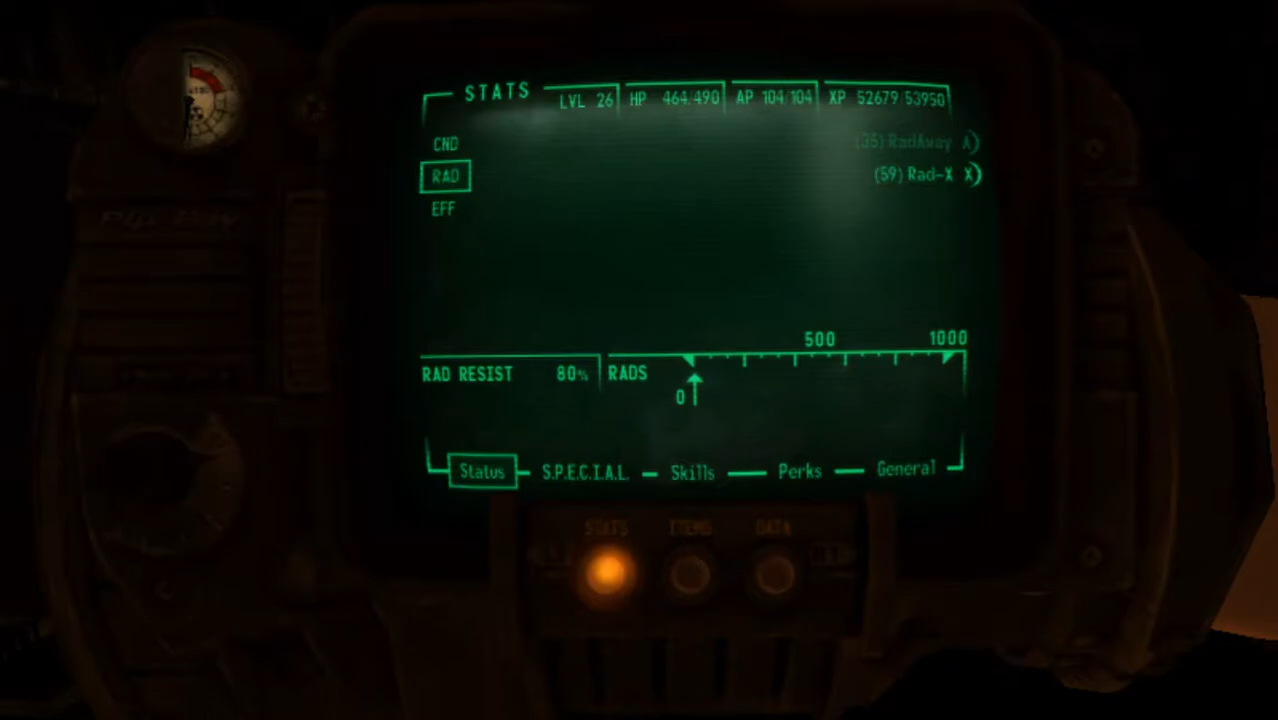 STATS LVL 26 HP 464/490 AP 104/104 XP 52679/53950
CND
(35) RadAway A)
RAD
(59) Rad-X X)
EFF
500 1000
RAD RESIST 80% RADS
0
Status S.P.E.C.I.A.L. Skills Perks General
STATS ITEMS DATA